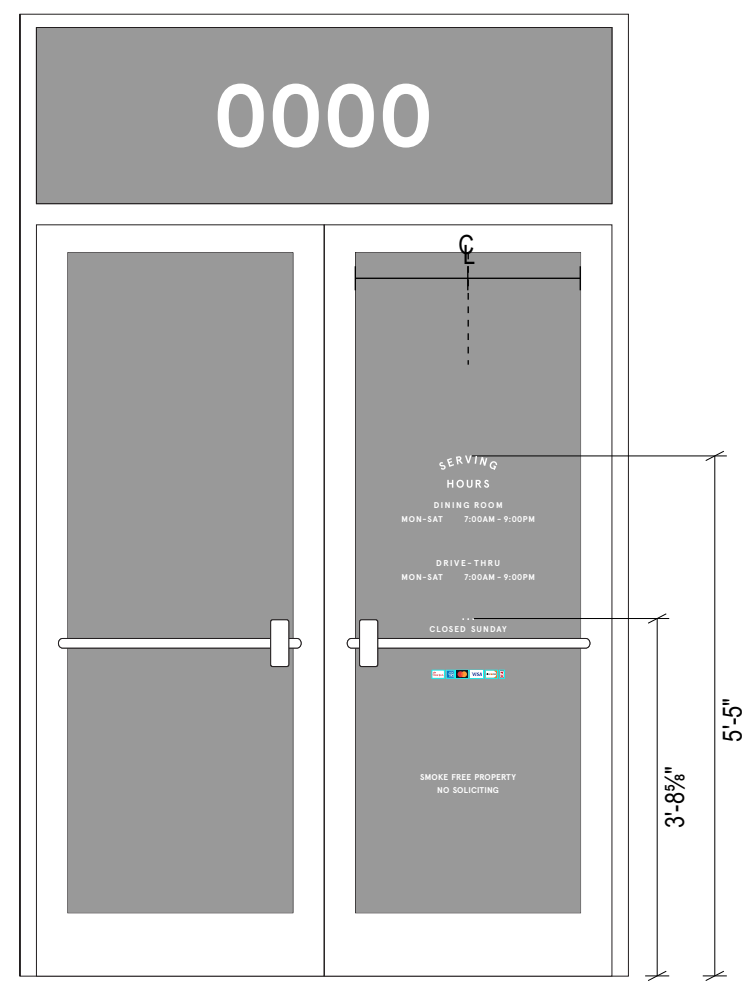 0000
CL
SERVING
HOURS
DINING ROOM
MON-SAT 7:00AM - 9:00PM
DRIVE-THRU
MON-SAT 7:00AM - 9:00PM
...
CLOSED SUNDAY
VISA
SMOKE FREE PROPERTY
NO SOLICITING
3'-8⅝"
5'-5"